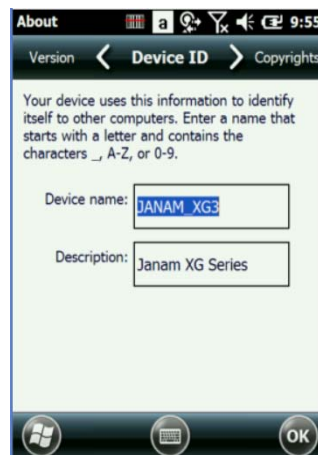 About a 9:55
Version Device ID Copyrights
Your device uses this information to identify
itself to other computers. Enter a name that
starts with a letter and contains the
characters _, A-Z, or 0-9.
Device name: JANAM_XG3
Description: Janam XG Series
OK